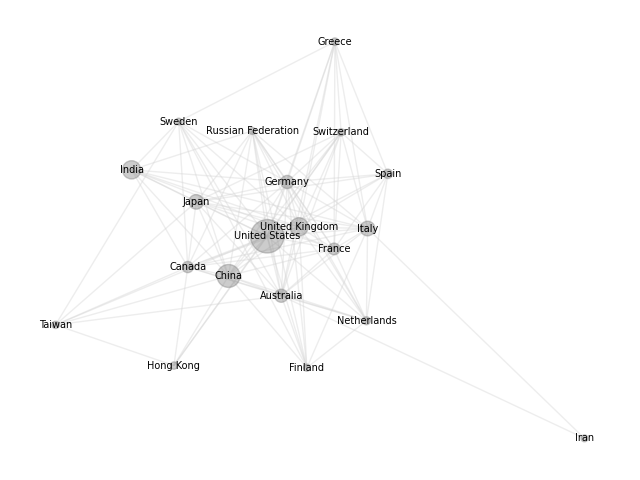 Greece
Sweden
Russian Federation
Switzerland
India
Spain
Germany
Japan
United Kingdom
Italy
United States
France
Canada
China
Australia
Netherlands
Taiwan
Hong Kong
Finland
Iran